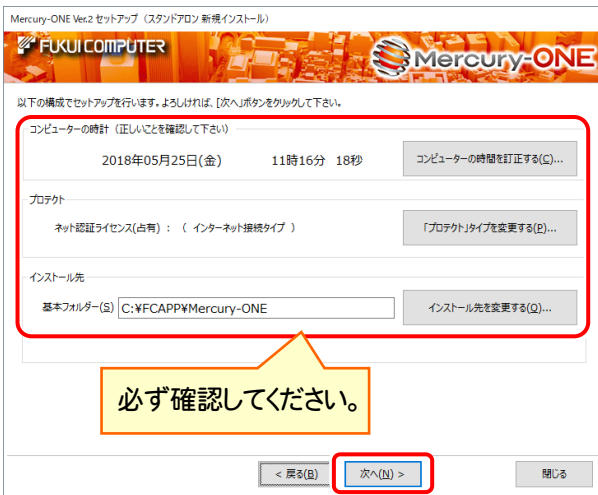 Mercury-ONE Ver.2 セットアップ（スタンドアロン 新規インストール）
FUKUI COMPUTER
Mercury-ONE
以下の構成でセットアップを行います。よろしければ、[次へ」ボタンをクリックして下さい。
コンピューターの時計（正しいことを確認して下さい）
2018年05月25日(金) 11時16分 18秒 コンピューターの時間を訂正する(C)...
プロテクト
ネット認証ライセンス(占有) : ( インターネット接続タイプ ) 「プロテクト」タイプを変更する(P)...
インストール先
基本フォルダー(S) C:¥FCAPP¥Mercury-ONE インストール先を変更する(O)...
必ず確認してください。
< 戻る(B) 次へ(N) > 閉じる